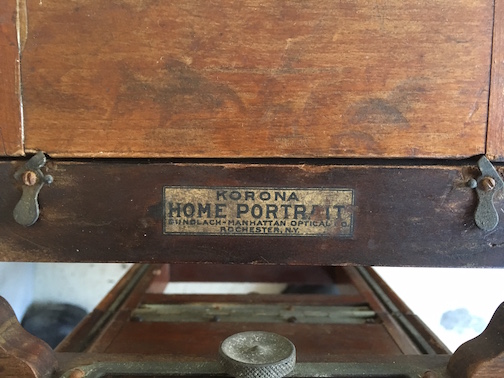 KORONA
HOME PORTRAIT
GUNDLACH-MANHATTAN OPTICAL CO.
ROCHESTER, N.Y.